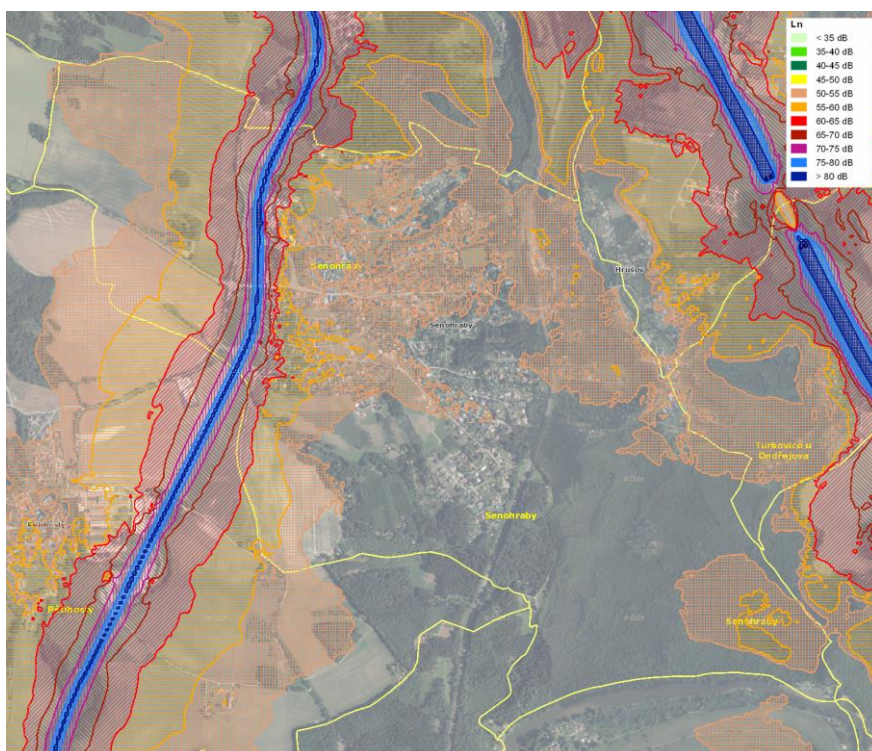 Ln
< 35 dB
35-40 dB
40-45 dB
45-50 dB
50-55 dB
55-60 dB
60-65 dB
65-70 dB
70-75 dB
75-80 dB
> 80 dB
Senohraby
Hrušov
Senohraby
Turkovice u
Ondřejova
Senohraby
Pěnhosty
Senohraby